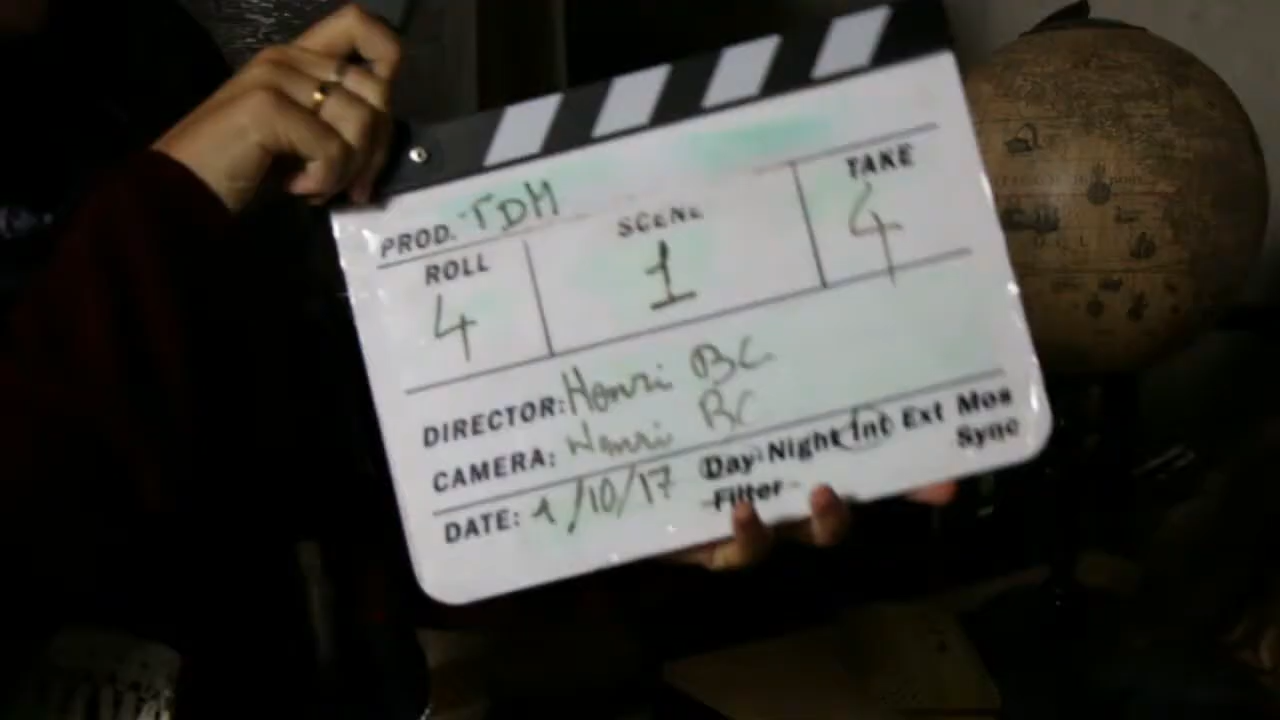 PROD. TDM
ROLL SCENE TAKE
4 1 4
DIRECTOR: Henri BC
CAMERA: Henri BC
DATE: 1/10/17 Day Night Int Ext Mos
Filter Sync